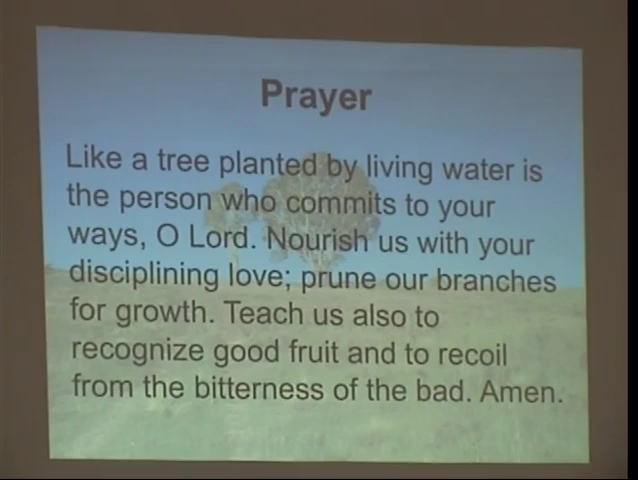 Prayer
Like a tree planted by living water is
the person who commits to your
ways, O Lord. Nourish us with your
disciplining love; prune our branches
for growth. Teach us also to
recognize good fruit and to recoil
from the bitterness of the bad. Amen.